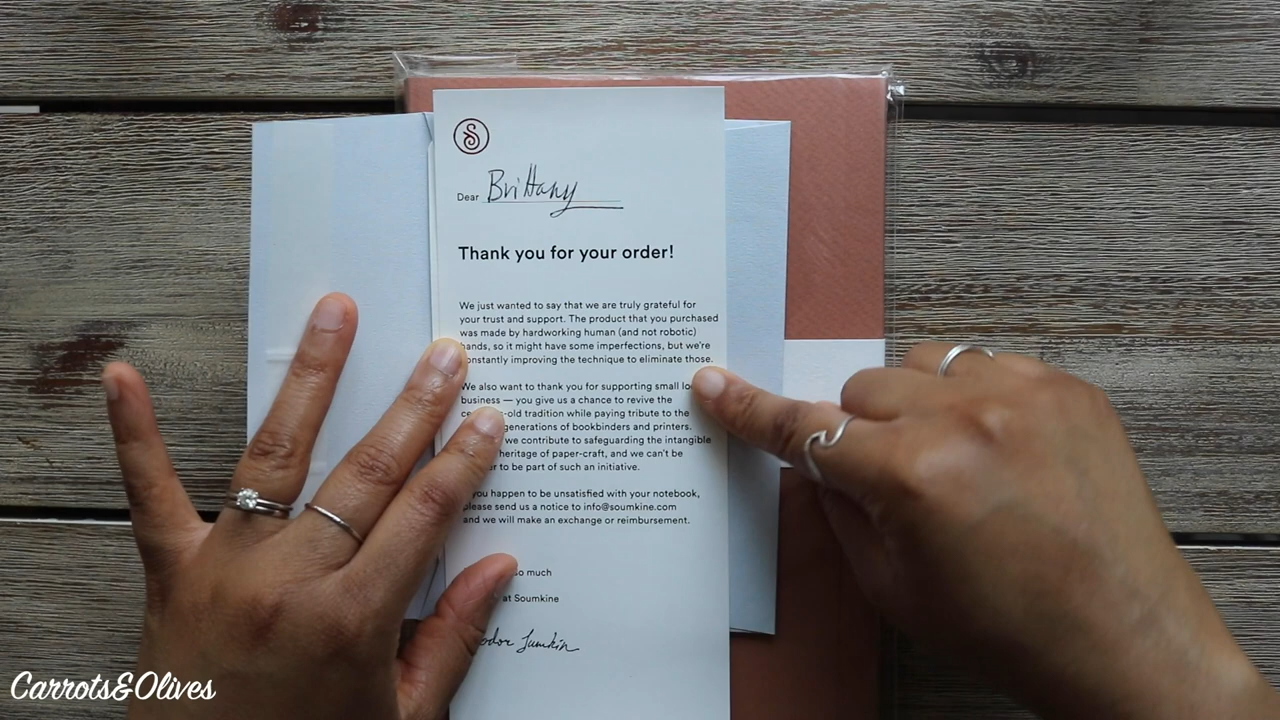 Dear Brittany
Thank you for your order!
We just wanted to say that we are truly grateful for
your trust and support. The product that you purchased
was made by hardworking human (and not robotic)
hands, so it might have some imperfections, but we're
constantly improving the technique to eliminate those.
We also want to thank you for supporting small
business — you give us a chance to revive the
-old tradition while paying tribute to the
generations of bookbinders and printers.
we contribute to safeguarding the intangible
heritage of paper-craft, and we can't be
to be part of such an initiative.
you happen to be unsatisfied with your notebook,
please send us a notice to info@soumkine.com
and we will make an exchange or reimbursement.
so much
at Soumkine
Carrots&Olives